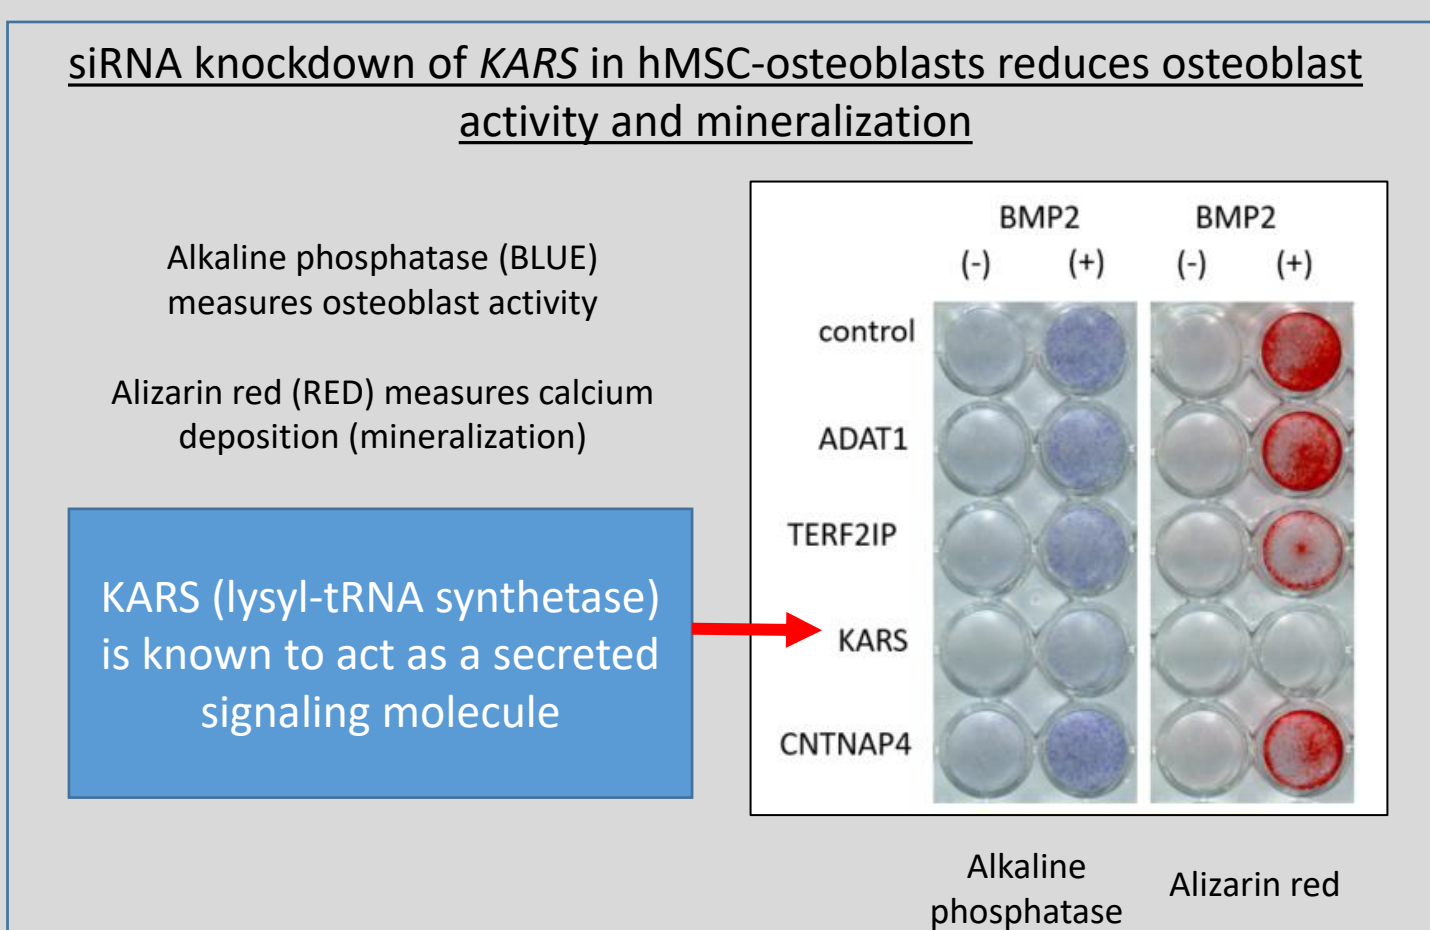 siRNA knockdown of KARS in hMSC-osteoblasts reduces osteoblast
activity and mineralization
Alkaline phosphatase (BLUE)
measures osteoblast activity
Alizarin red (RED) measures calcium
deposition (mineralization)
KARS (lysyl-tRNA synthetase)
is known to act as a secreted
signaling molecule
BMP2 BMP2
(-) (+) (-) (+)
control
ADAT1
TERF2IP
KARS
CNTNAP4
Alkaline
phosphatase
Alizarin red